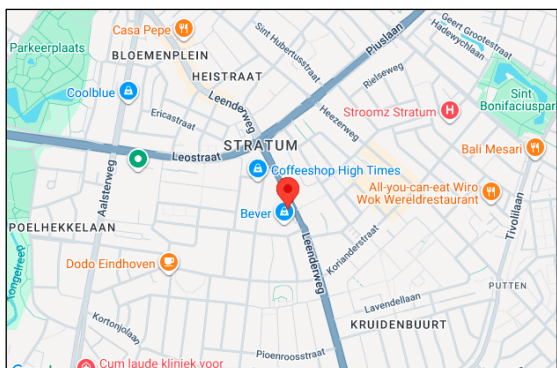 Casa Pepe
Parkeerplaats
BLOEMENPLEIN
HEISTRAAT
Sint Hubertusstraat
Piuslaan
Geert Grootestraat
Hadewychlaan
Coolblue
Leenderweg
Rielseweg
Ericastraat
Heezerweg
Stroomz Stratum
Sint
Bonifaciuspar
STRATUM
Leostraat
Bali Mesari
Coffeeshop High Times
Aalsterweg
All-you-can-eat Wiro
Wok Wereldrestaurant
Bever
POELHEKKELAAN
Leenderweg
Korianderstraat
Tivolilaan
Dodo Eindhoven
PUTTEN
Lavendellaan
KRUIDENBUURT
Kortonjolaan
Pioenroosstraat
Cum laude kliniek voor